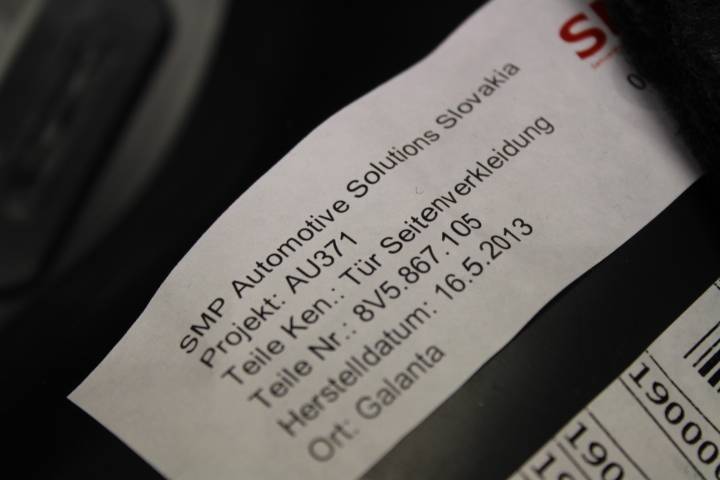 SMP Automotive Solutions Slovakia
Projekt: AU371
Teile Ken.: Tür Seitenverkleidung
Teile Nr.: 8V5.867.105
Herstelldatum: 16.5.2013
Ort: Galanta